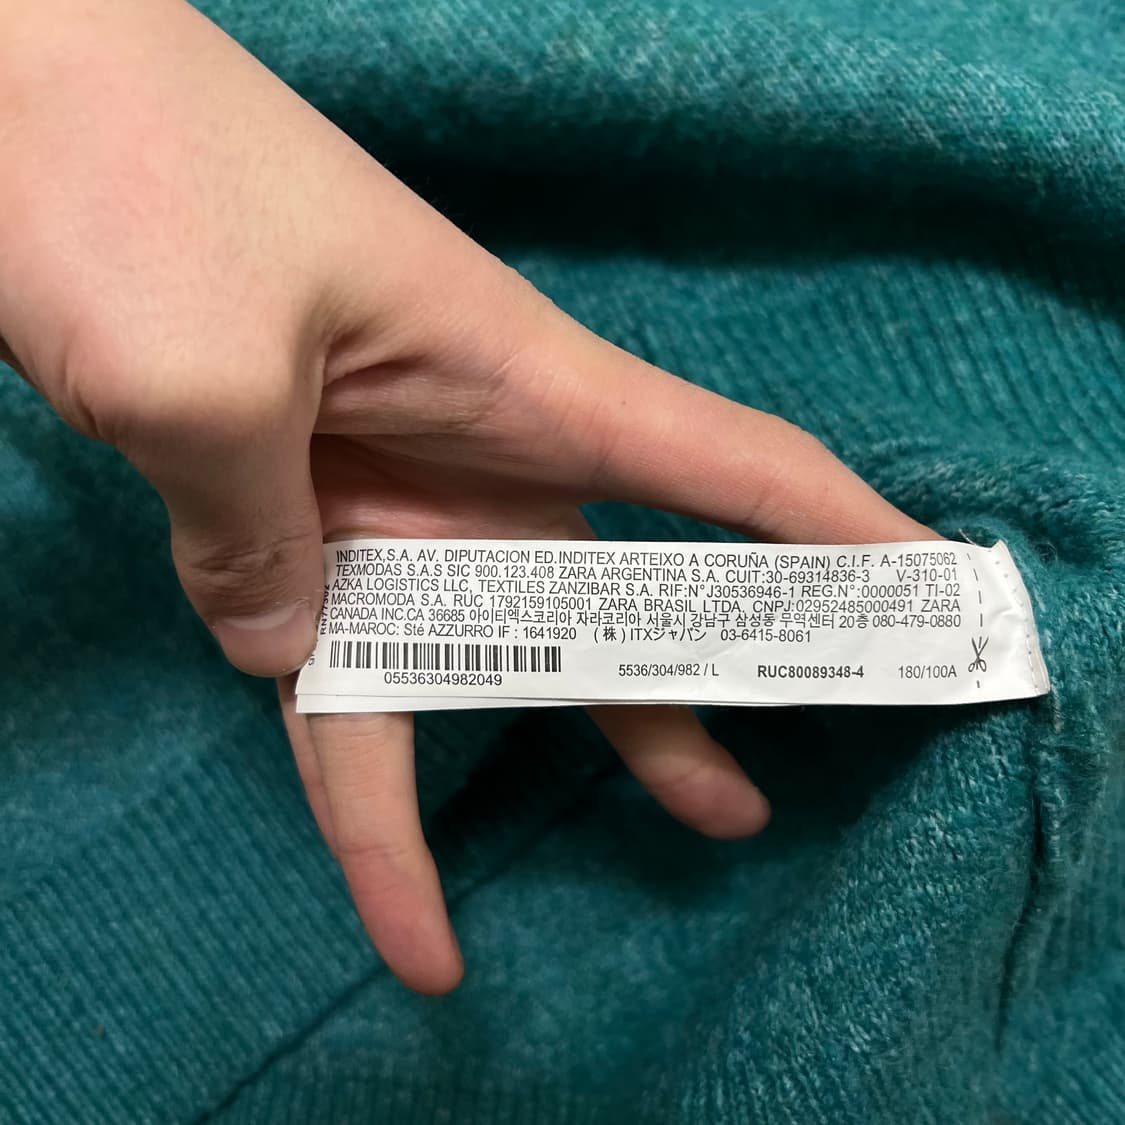 INDITEX,S.A. AV. DIPUTACION ED.INDITEX ARTEIXO A CORUÑA (SPAIN) C.I.F. A-15075062
TEXMODAS S.A.S SIC 900.123.408 ZARA ARGENTINA S.A. CUIT:30-69314836-3 V-310-01
AZKA LOGISTICS LLC, TEXTILES ZANZIBAR S.A. RIF:N°J30536946-1 REG.N°:0000051 TI-02
MACROMODA S.A. RUC 1792159105001 ZARA BRASIL LTDA. CNPJ:02952485000491 ZARA
CANADA INC.CA 36685 아이티엑스코리아 자라코리아 서울시 강남구 삼성동 무역센터 20층 080-479-0880
MA-MAROC: Sté AZZURRO IF : 1641920 (株)ITXジャパン 03-6415-8061
05536304982049
5536/304/982 / L
RUC80089348-4
180/100A